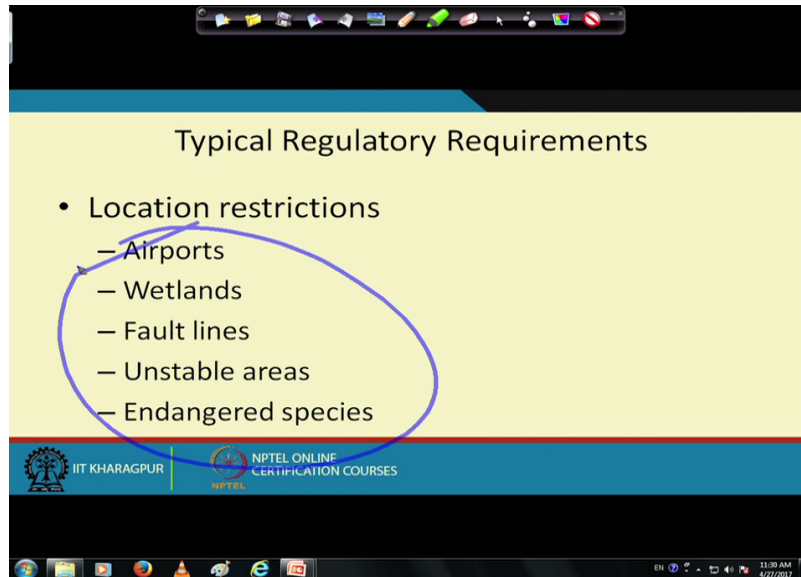 Typical Regulatory Requirements
• Location restrictions
– Airports
– Wetlands
– Fault lines
– Unstable areas
– Endangered species
IIT KHARAGPUR
NPTEL
NPTEL ONLINE
CERTIFICATION COURSES
EN
11:30 AM
4/27/2017